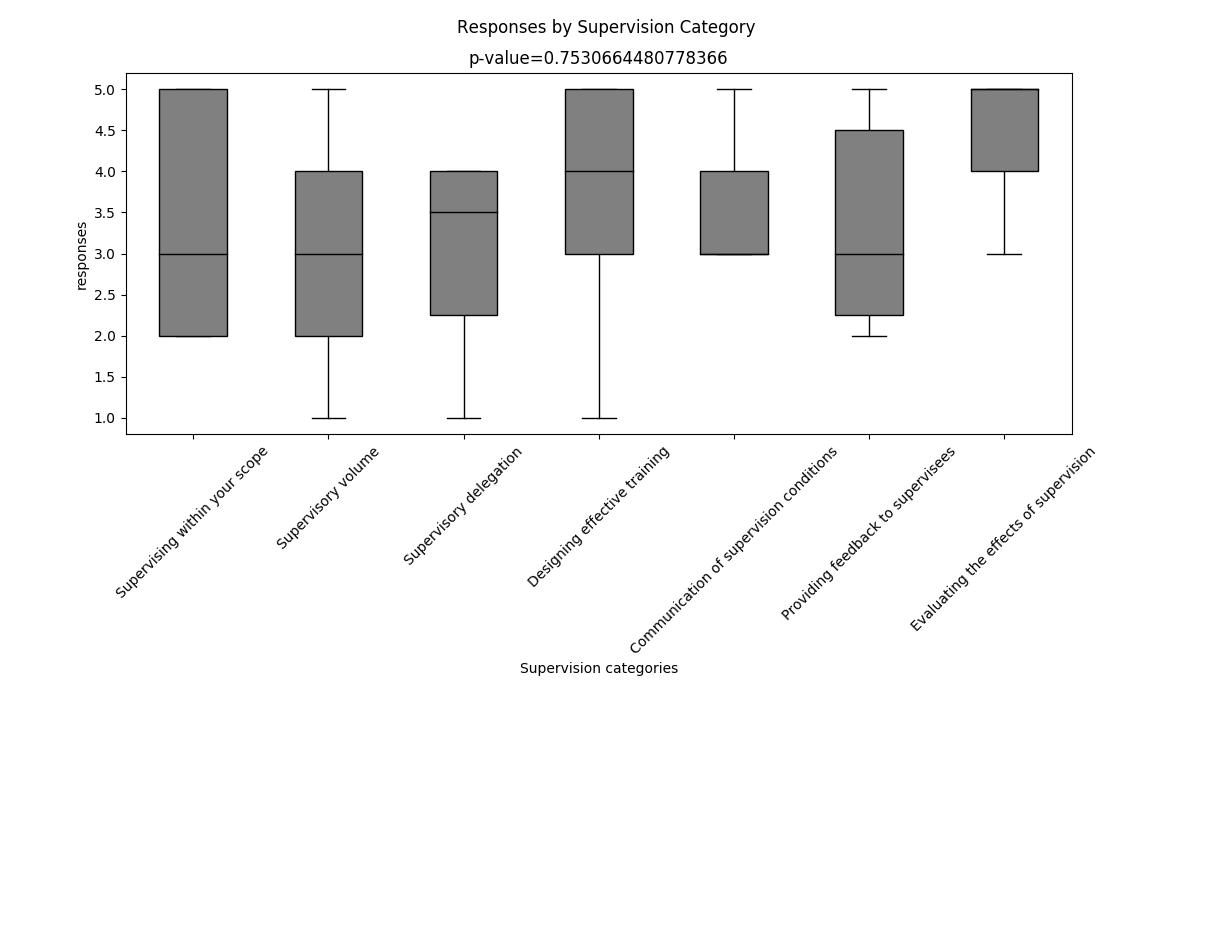 Responses by Supervision Category
p-value=0.7530664480778366
responses
5.0
4.5
4.0
3.5
3.0
2.5
2.0
1.5
1.0
Supervising within your scope
Supervisory volume
Supervisory delegation
Designing effective training
Communication of supervision conditions
Providing feedback to supervisees
Evaluating the effects of supervision
Supervision categories